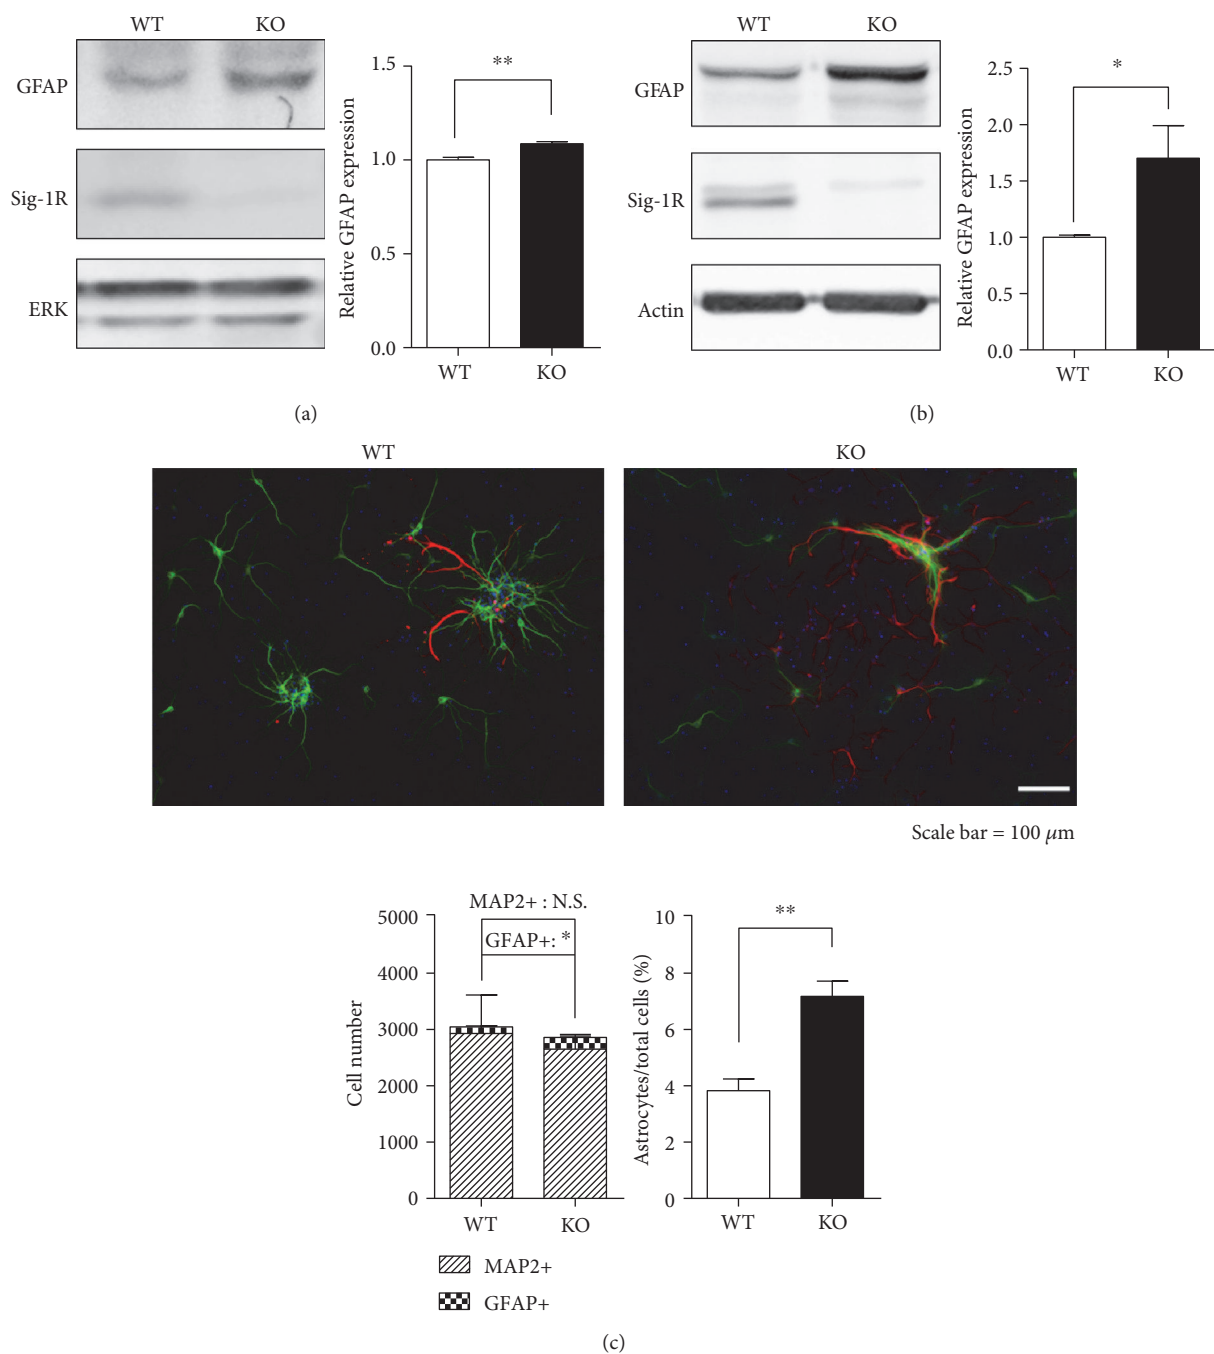 WT KO
GFAP
Sig-1R
ERK
Relative GFAP expression
1.5
1.0
0.5
0.0
**
WT KO
(a)
WT KO
GFAP
Sig-1R
Actin
Relative GFAP expression
2.5
2.0
1.5
1.0
0.5
0.0
*
WT KO
(b)
WT KO
Scale bar = 100 μm
Cell number
5000
4000
3000
2000
1000
0
MAP2+ : N.S.
GFAP+: *
WT KO
MAP2+
GFAP+
Astrocytes/total cells (%)
10
8
6
4
2
0
**
WT KO
(c)